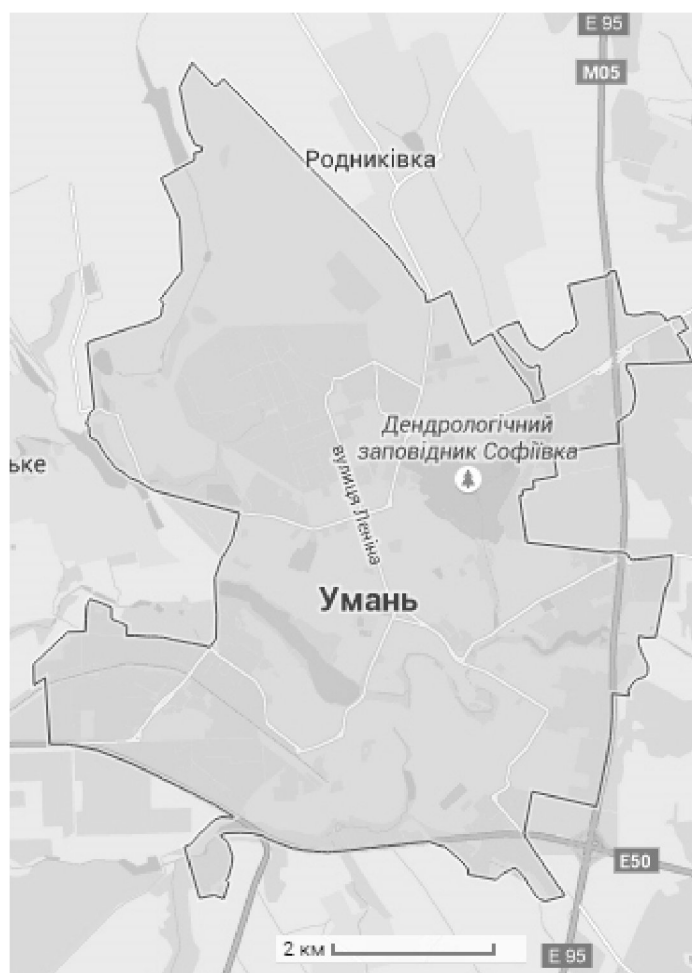 E 95
M05
Родниківка
Дендрологічний
заповідник Софіївка
ьке
вулиця Леніна
Умань
E50
2 км
E 95